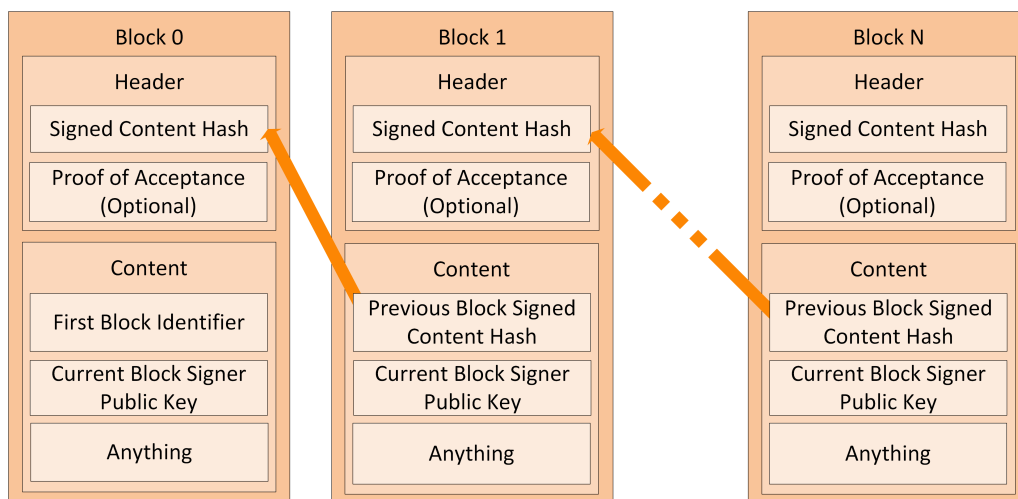 Block 0
Header
Signed Content Hash
Proof of Acceptance
(Optional)
Content
First Block Identifier
Current Block Signer
Public Key
Anything
Block 1
Header
Signed Content Hash
Proof of Acceptance
(Optional)
Content
Previous Block Signed
Content Hash
Current Block Signer
Public Key
Anything
Block N
Header
Signed Content Hash
Proof of Acceptance
(Optional)
Content
Previous Block Signed
Content Hash
Current Block Signer
Public Key
Anything